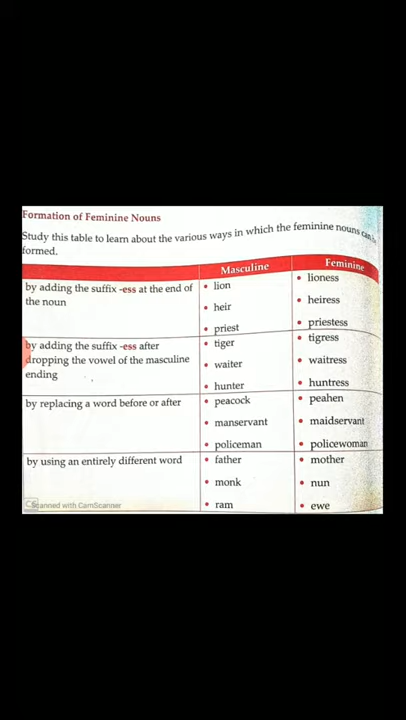 Formation of Feminine Nouns
Study this table to learn about the various ways in which the feminine nouns can be
formed.
Masculine Feminine
by adding the suffix -ess at the end of
the noun
• lion • lioness
• heir • heiress
• priest • priestess
by adding the suffix -ess after
dropping the vowel of the masculine
ending
• tiger • tigress
• waiter • waitress
• hunter • huntress
by replacing a word before or after
• peacock • peahen
• manservant • maidservant
• policeman • policewoman
by using an entirely different word
• father • mother
• monk • nun
• ram • ewe
CS Scanned with CamScanner